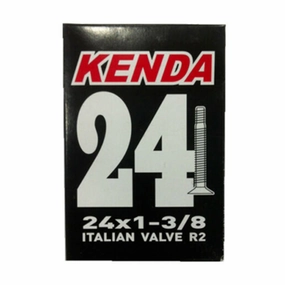 KENDA
24
24x1-3/8
ITALIAN VALVE R2